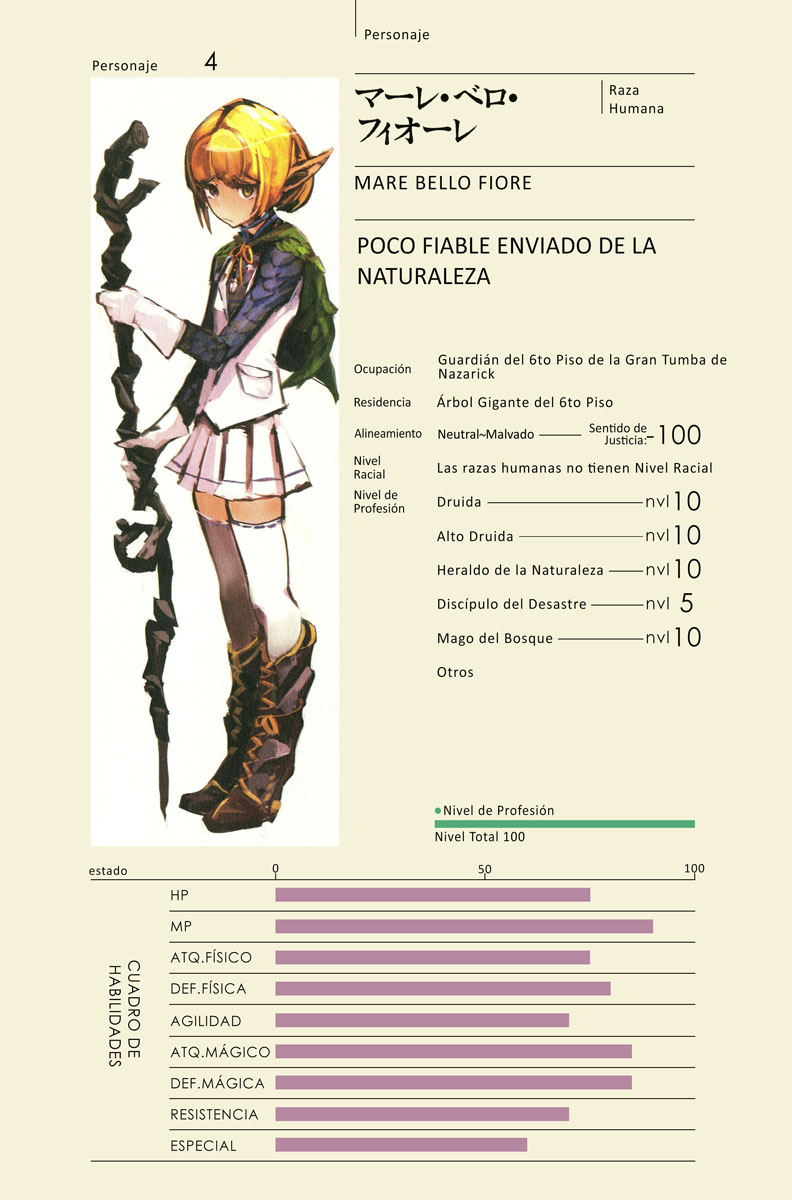 Personaje
Personaje 4
マーレ・ベロ・
フィオーレ
Raza
Humana
MARE BELLO FIORE
POCO FIABLE ENVIADO DE LA
NATURALEZA
Ocupación
Guardián del 6to Piso de la Gran Tumba de
Nazarick
Residencia
Árbol Gigante del 6to Piso
Alineamiento
Neutral~Malvado
Sentido de
Justicia:
-100
Nivel
Racial
Las razas humanas no tienen Nivel Racial
Nivel de
Profesión
Druida nvl 10
Alto Druida nvl 10
Heraldo de la Naturaleza nvl 10
Discípulo del Desastre nvl 5
Mago del Bosque nvl 10
Otros
Nivel de Profesión
Nivel Total 100
estado
0 50 100
CUADRO DE
HABILIDADES
HP
MP
ATQ.FÍSICO
DEF.FÍSICA
AGILIDAD
ATQ.MÁGICO
DEF.MÁGICA
RESISTENCIA
ESPECIAL